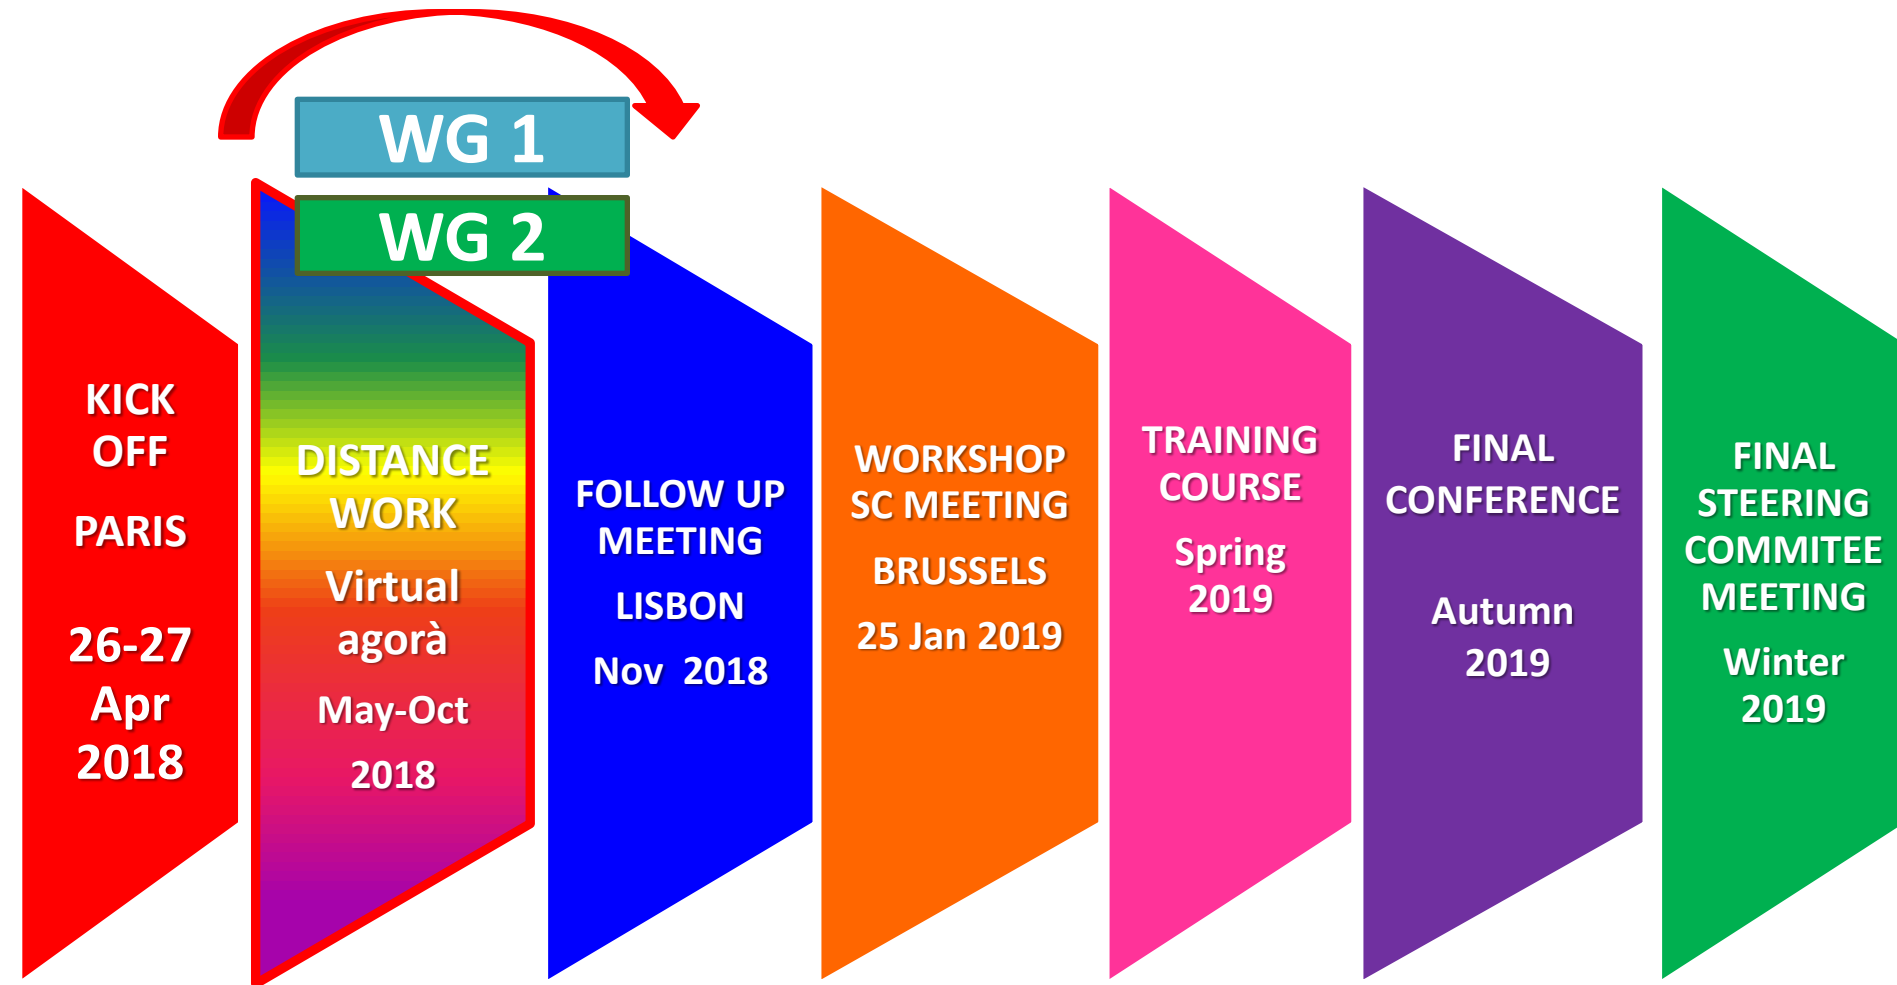 WG 1
WG 2
KICK
OFF
PARIS
26-27
Apr
2018
DISTANCE
WORK
Virtual
agorà
May-Oct
2018
FOLLOW UP
MEETING
LISBON
Nov  2018
WORKSHOP
SC MEETING
BRUSSELS
25 Jan 2019
TRAINING
COURSE
Spring
2019
FINAL
CONFERENCE
Autumn
2019
FINAL
STEERING
COMMITEE
MEETING
Winter
2019